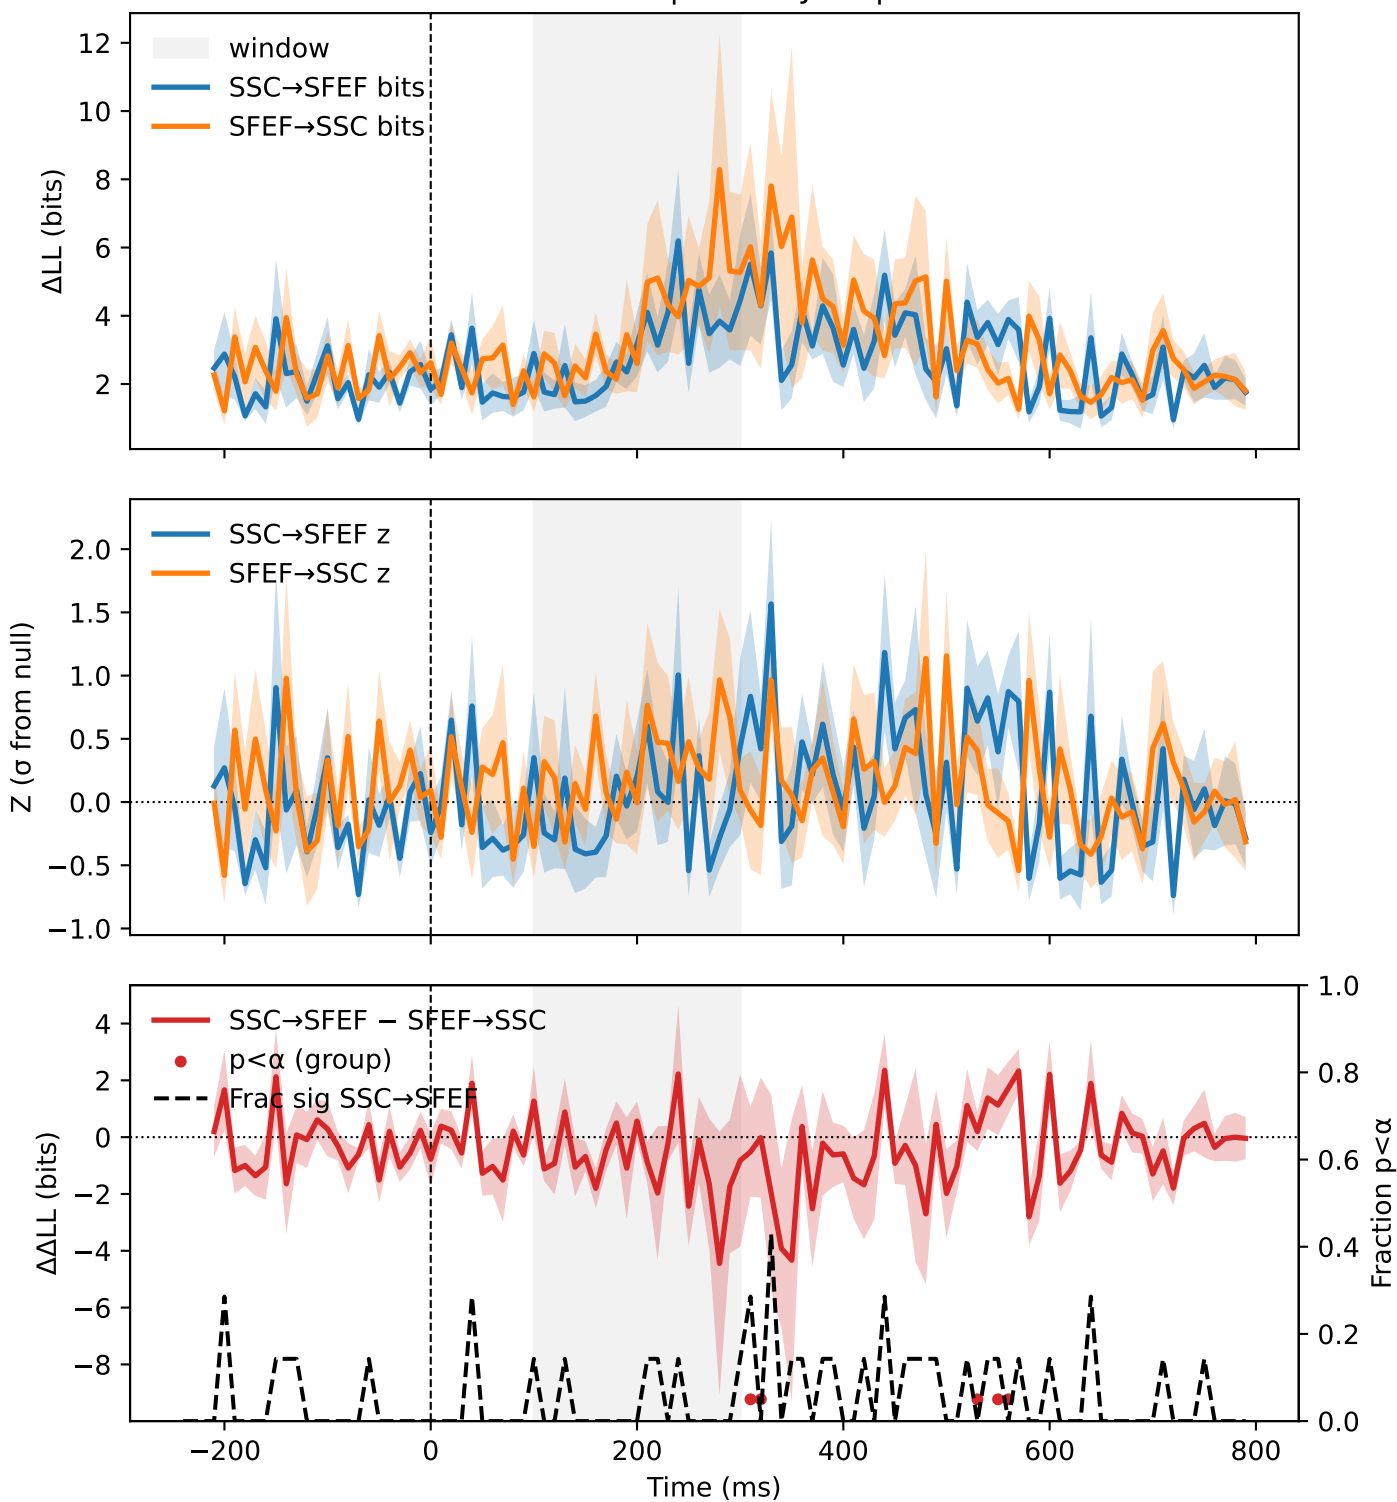 window
SSC→SFEF bits
SFEF→SSC bits
12
10
8
6
4
2
ΔLL (bits)
SSC→SFEF z
SFEF→SSC z
2.0
1.5
1.0
0.5
0.0
−0.5
−1.0
Z (σ from null)
SSC→SFEF − SFEF→SSC
p<α (group)
Frac sig SSC→SFEF
4
2
0
−2
−4
−6
−8
ΔΔLL (bits)
1.0
0.8
0.6
0.4
0.2
0.0
Fraction p<α
−200
0
200
400
600
800
Time (ms)